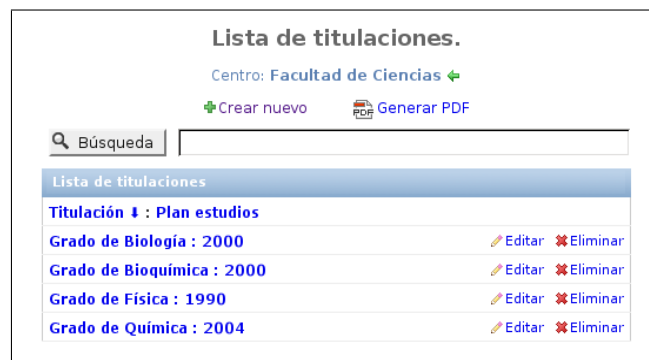 Lista de titulaciones.
Centro: Facultad de Ciencias
Crear nuevo PDF Generar PDF
Búsqueda
Lista de titulaciones
Titulación ⬇ : Plan estudios
Grado de Biología : 2000 Editar Eliminar
Grado de Bioquímica : 2000 Editar Eliminar
Grado de Física : 1990 Editar Eliminar
Grado de Química : 2004 Editar Eliminar